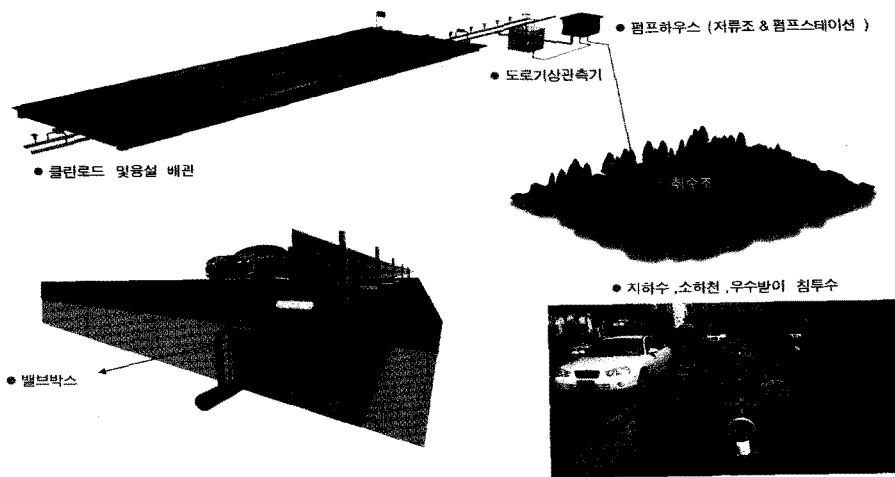 ● 펌프하우스 (저류조 & 펌프스테이션 )
● 도로기상관측기
● 클린로드 및융설 배관
취수조
● 지하수 ,소하천 ,우수받이 침투수
● 밸브박스